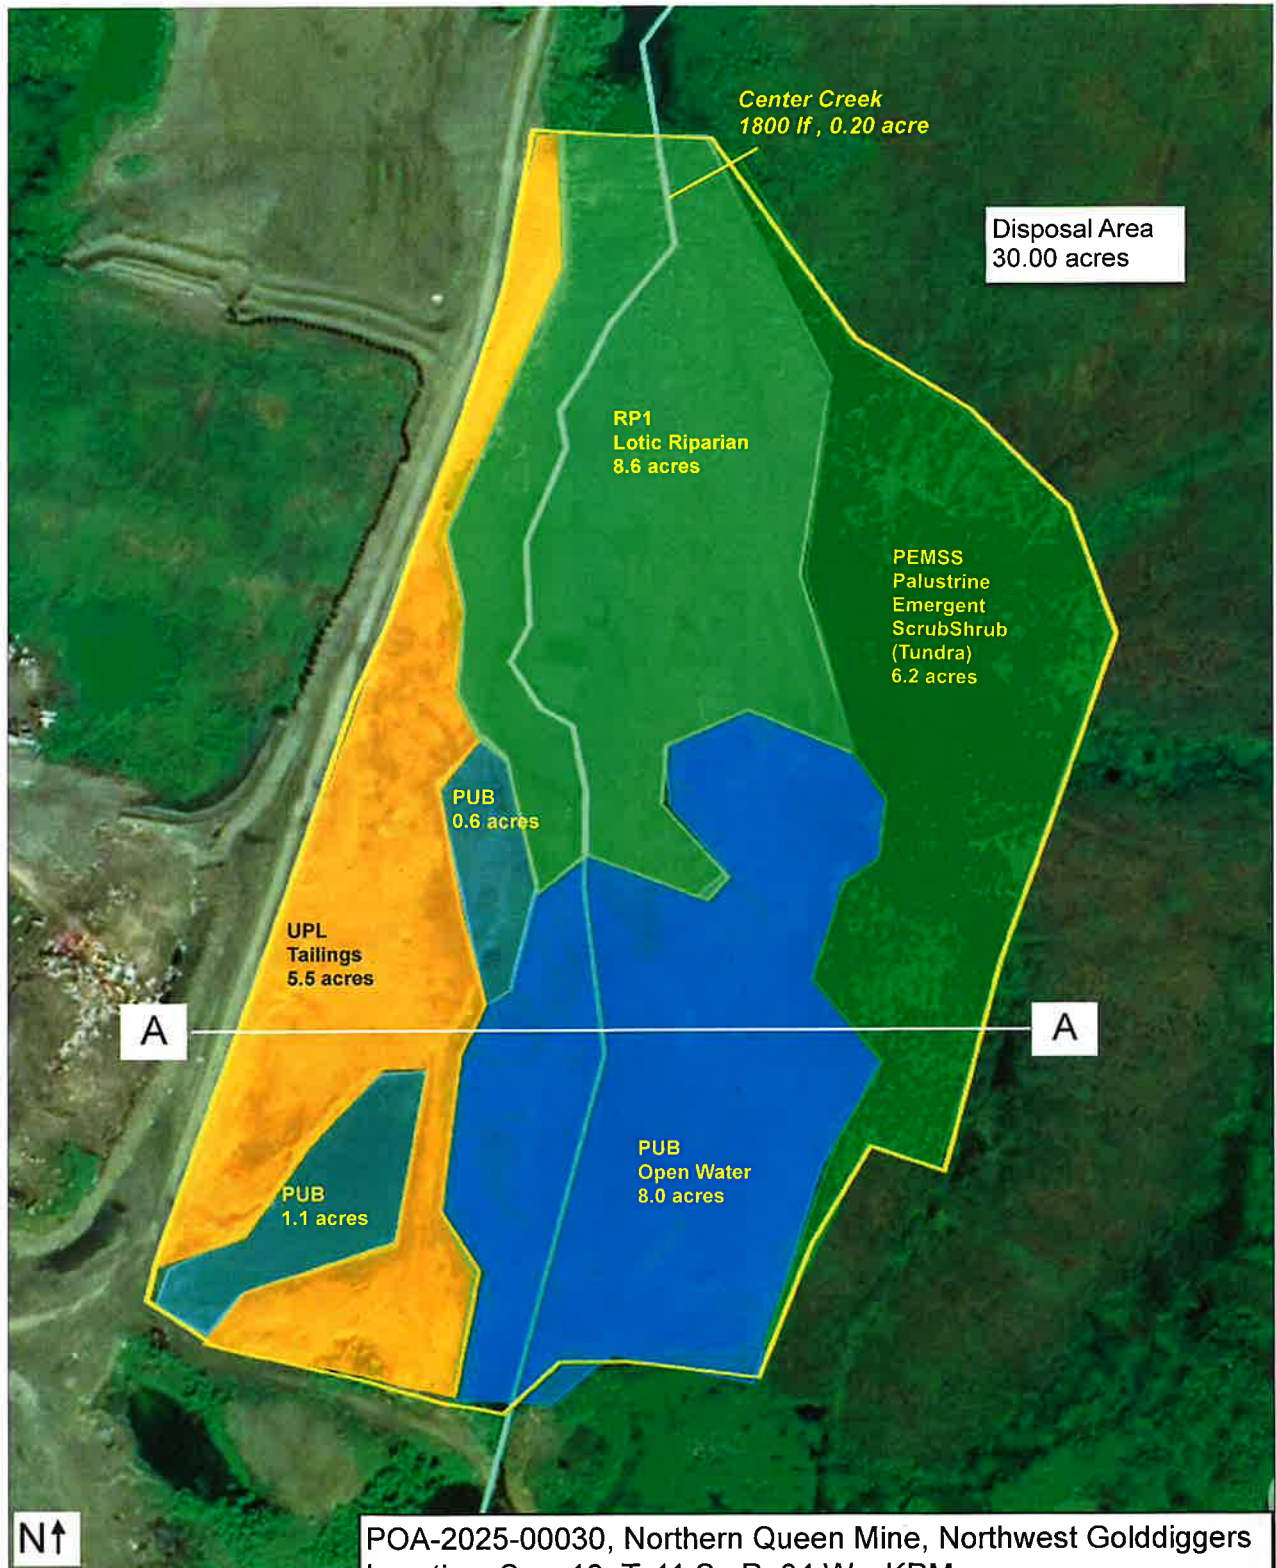 Center Creek
1800 lf , 0.20 acre
Disposal Area
30.00 acres
RP1
Lotic Riparian
8.6 acres
PEMSS
Palustrine
Emergent
ScrubShrub
(Tundra)
6.2 acres
PUB
0.6 acres
UPL
Tailings
5.5 acres
A
A
PUB
Open Water
8.0 acres
PUB
1.1 acres
N↑
POA-2025-00030, Northern Queen Mine, Northwest Golddiggers